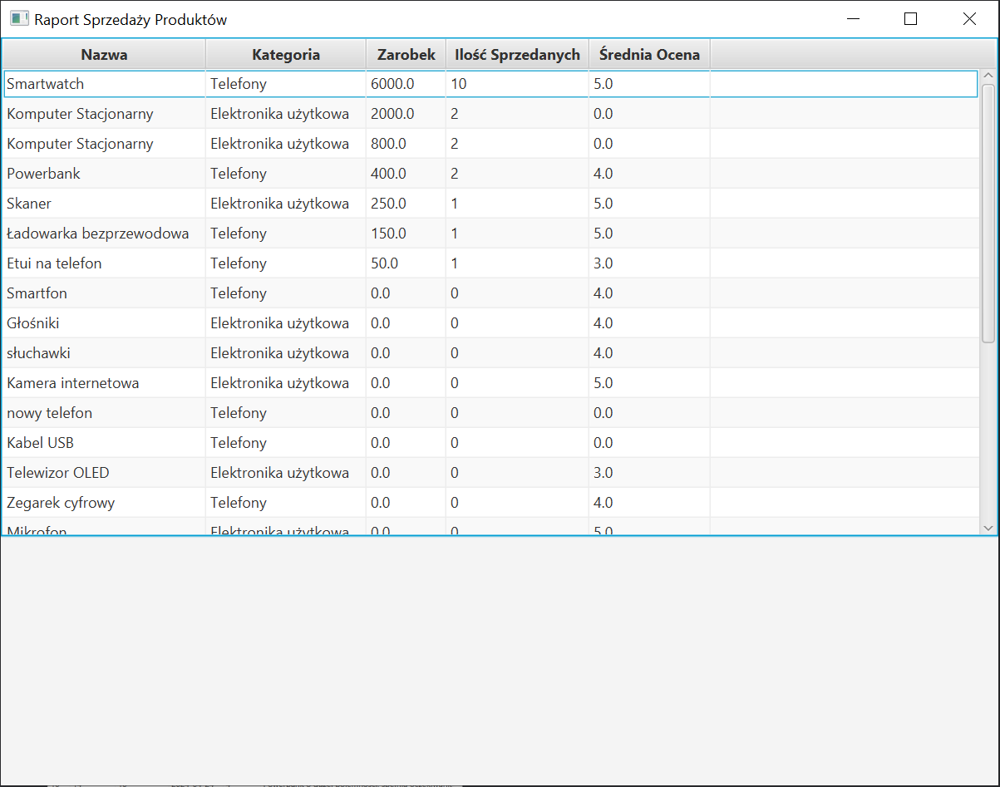 Raport Sprzedaży Produktów
Nazwa Kategoria Zarobek Ilość Sprzedanych Średnia Ocena
Smartwatch Telefony 6000.0 10 5.0
Komputer Stacjonarny Elektronika użytkowa 2000.0 2 0.0
Komputer Stacjonarny Elektronika użytkowa 800.0 2 0.0
Powerbank Telefony 400.0 2 4.0
Skaner Elektronika użytkowa 250.0 1 5.0
Ładowarka bezprzewodowa Telefony 150.0 1 5.0
Etui na telefon Telefony 50.0 1 3.0
Smartfon Telefony 0.0 0 4.0
Głośniki Elektronika użytkowa 0.0 0 4.0
słuchawki Elektronika użytkowa 0.0 0 4.0
Kamera internetowa Elektronika użytkowa 0.0 0 5.0
nowy telefon Telefony 0.0 0 0.0
Kabel USB Telefony 0.0 0 0.0
Telewizor OLED Elektronika użytkowa 0.0 0 3.0
Zegarek cyfrowy Telefony 0.0 0 4.0
Mikrofon Elektronika użytkowa 0.0 0 5.0